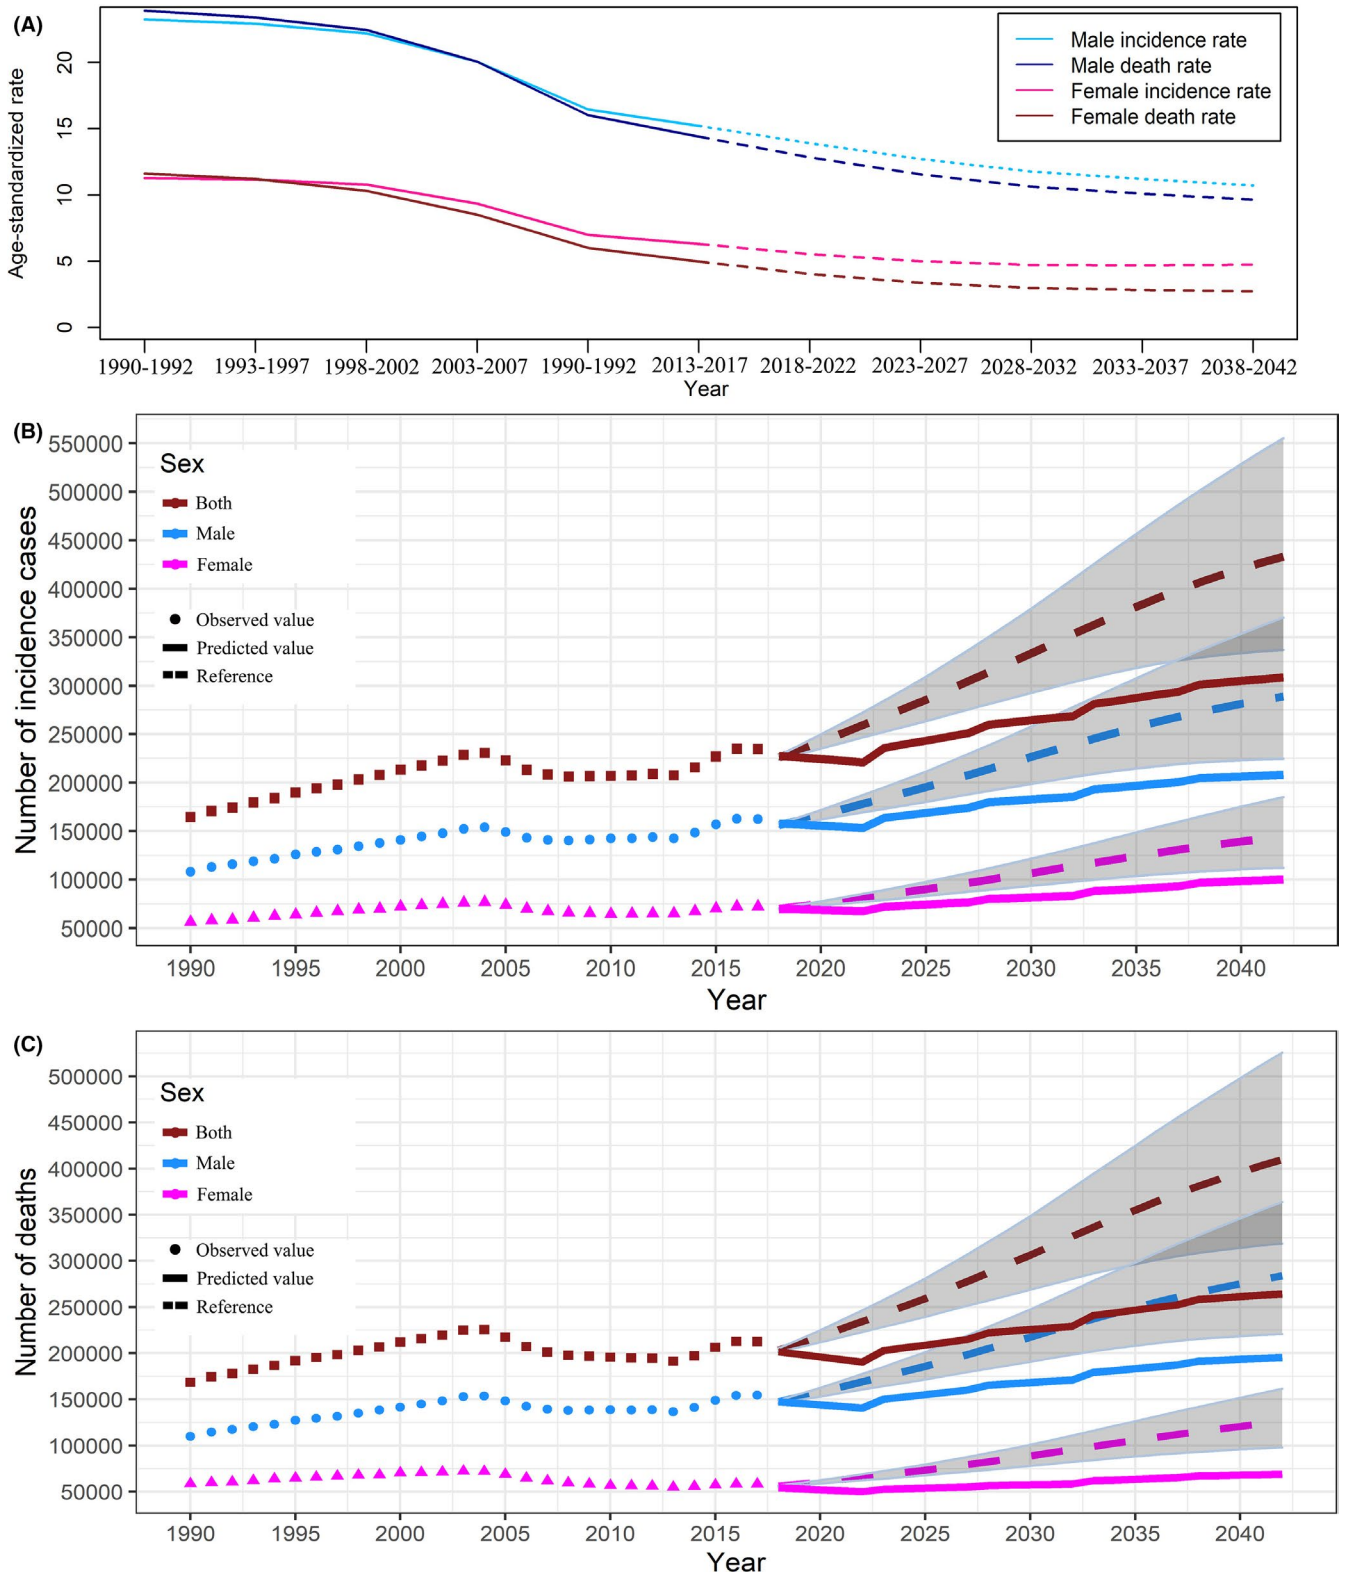 (A)
Age-standardized rate
20
15
10
5
0
Male incidence rate
Male death rate
Female incidence rate
Female death rate
1990-1992 1993-1997 1998-2002 2003-2007 1990-1992 2013-2017 2018-2022 2023-2027 2028-2032 2033-2037 2038-2042
Year
(B)
Number of incidence cases
550000
500000
450000
400000
350000
300000
250000
200000
150000
100000
50000
Sex
Both
Male
Female
Observed value
Predicted value
Reference
1990 1995 2000 2005 2010 2015 2020 2025 2030 2035 2040
Year
(C)
Number of deaths
500000
450000
400000
350000
300000
250000
200000
150000
100000
50000
Sex
Both
Male
Female
Observed value
Predicted value
Reference
1990 1995 2000 2005 2010 2015 2020 2025 2030 2035 2040
Year